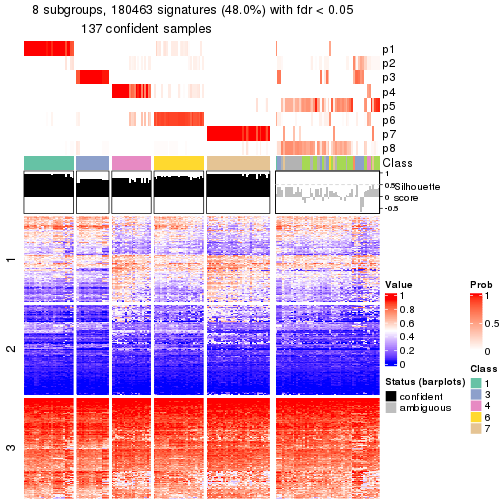 8 subgroups, 180463 signatures (48.0%) with fdr < 0.05
137 confident samples
p1
p2
p3
p4
p5
p6
p7
p8
Class
1
0.5
0
-0.5
Silhouette
score
1
2
3
Value
1
0.8
0.6
0.4
0.2
0
Prob
1
0.5
0
Status (barplots)
confident
ambiguous
Class
1
3
4
6
7